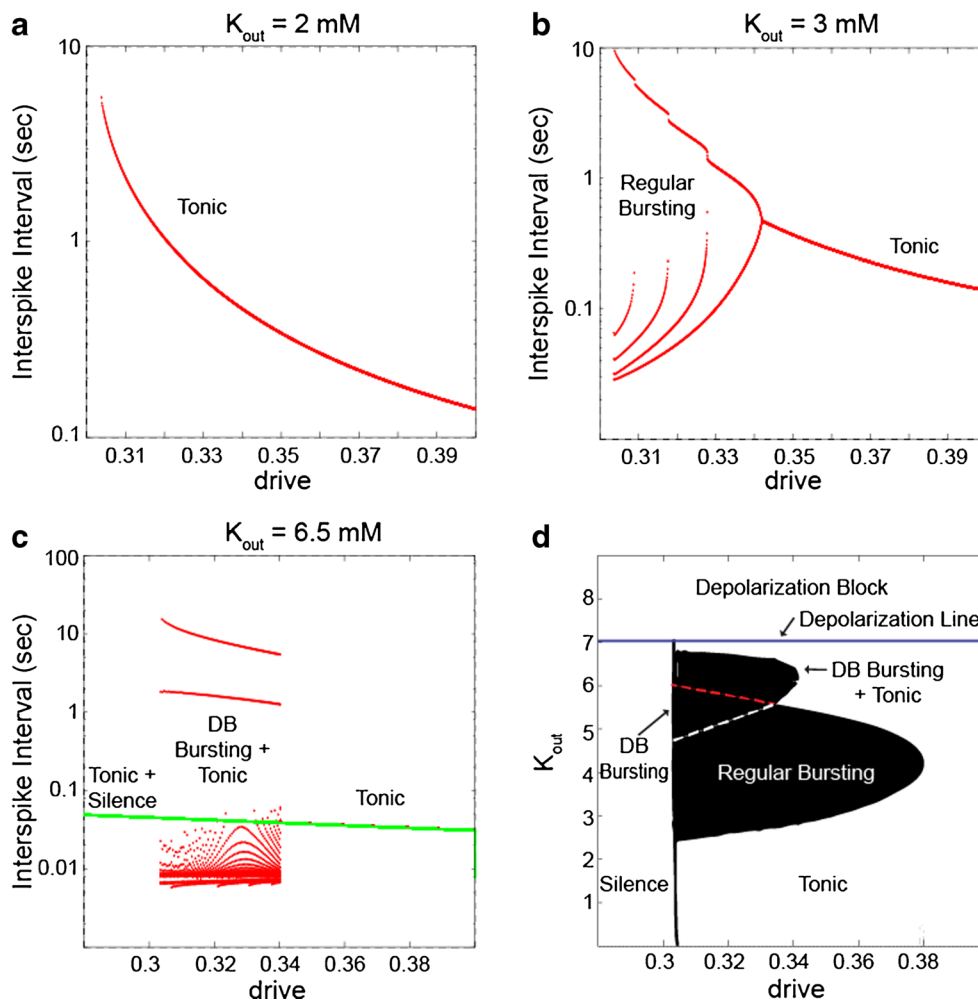 a
K_out = 2 mM
Interspike Interval (sec)
10
1
0.1
Tonic
0.31 0.33 0.35 0.37 0.39
drive
b
K_out = 3 mM
Interspike Interval (sec)
10
1
0.1
Regular
Bursting
Tonic
0.31 0.33 0.35 0.37 0.39
drive
c
K_out = 6.5 mM
Interspike Interval (sec)
100
10
1
0.1
0.01
Tonic +
Silence
DB
Bursting +
Tonic
Tonic
0.3 0.32 0.34 0.36 0.38
drive
d
K_out
8
7
6
5
4
3
2
1
Depolarization Block
Depolarization Line
DB Bursting
+ Tonic
DB
Bursting
Regular Bursting
Silence
Tonic
0.3 0.32 0.34 0.36 0.38
drive